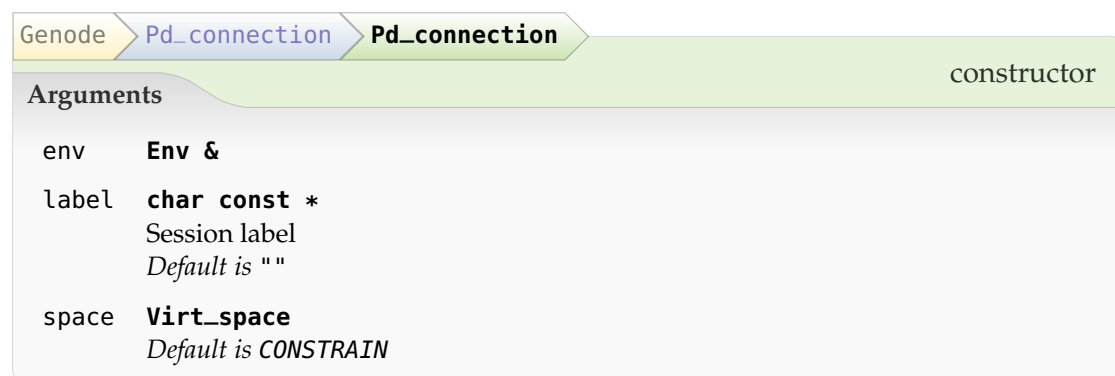 Genode Pd_connection Pd_connection
constructor
Arguments
env Env &
label char const *
Session label
Default is ""
space Virt_space
Default is CONSTRAIN